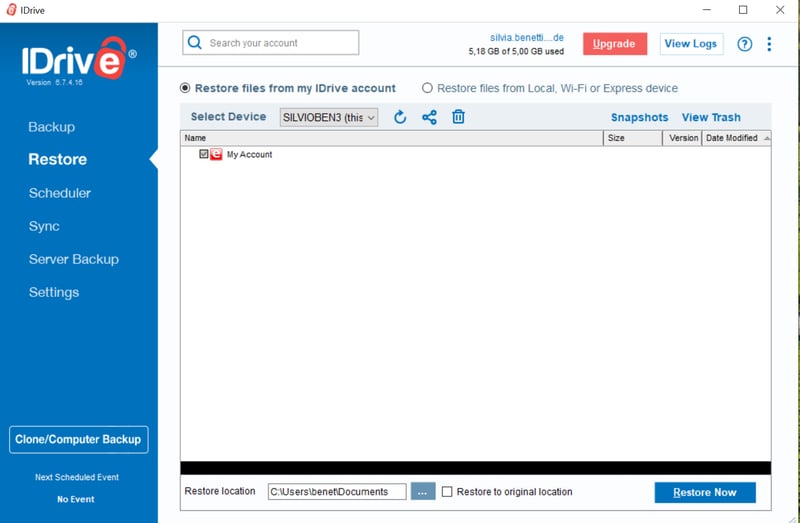 IDrive
IDrive®
Version 6.7.4.16
Search your account
silvia.benetti....de
5,18 GB of 5,00 GB used
Upgrade
View Logs
?
Restore files from my IDrive account
Restore files from Local, Wi-Fi or Express device
Select Device
SILVIOBEN3 (this
Snapshots
View Trash
Name
Size
Version
Date Modified
My Account
Backup
Restore
Scheduler
Sync
Server Backup
Settings
Clone/Computer Backup
Next Scheduled Event
No Event
Restore location
C:\Users\benet\Documents
...
Restore to original location
Restore Now